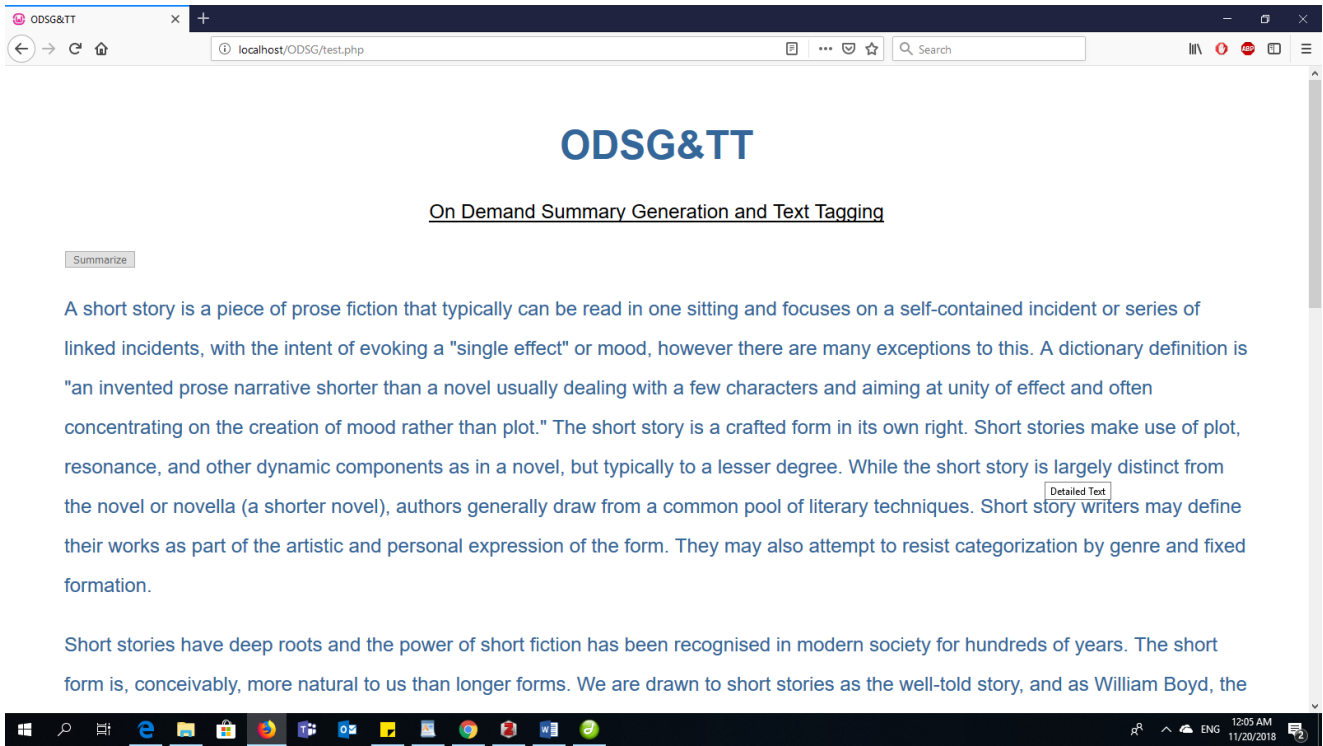 ODSG&TT
localhost/ODSG/test.php
Search
ABP
ODSG&TT
On Demand Summary Generation and Text Tagging
Summarize
A short story is a piece of prose fiction that typically can be read in one sitting and focuses on a self-contained incident or series of
linked incidents, with the intent of evoking a "single effect" or mood, however there are many exceptions to this. A dictionary definition is
"an invented prose narrative shorter than a novel usually dealing with a few characters and aiming at unity of effect and often
concentrating on the creation of mood rather than plot." The short story is a crafted form in its own right. Short stories make use of plot,
resonance, and other dynamic components as in a novel, but typically to a lesser degree. While the short story is largely distinct from
Detailed Text
the novel or novella (a shorter novel), authors generally draw from a common pool of literary techniques. Short story writers may define
their works as part of the artistic and personal expression of the form. They may also attempt to resist categorization by genre and fixed
formation.
Short stories have deep roots and the power of short fiction has been recognised in modern society for hundreds of years. The short
form is, conceivably, more natural to us than longer forms. We are drawn to short stories as the well-told story, and as William Boyd, the
ENG
12:05 AM
11/20/2018
2